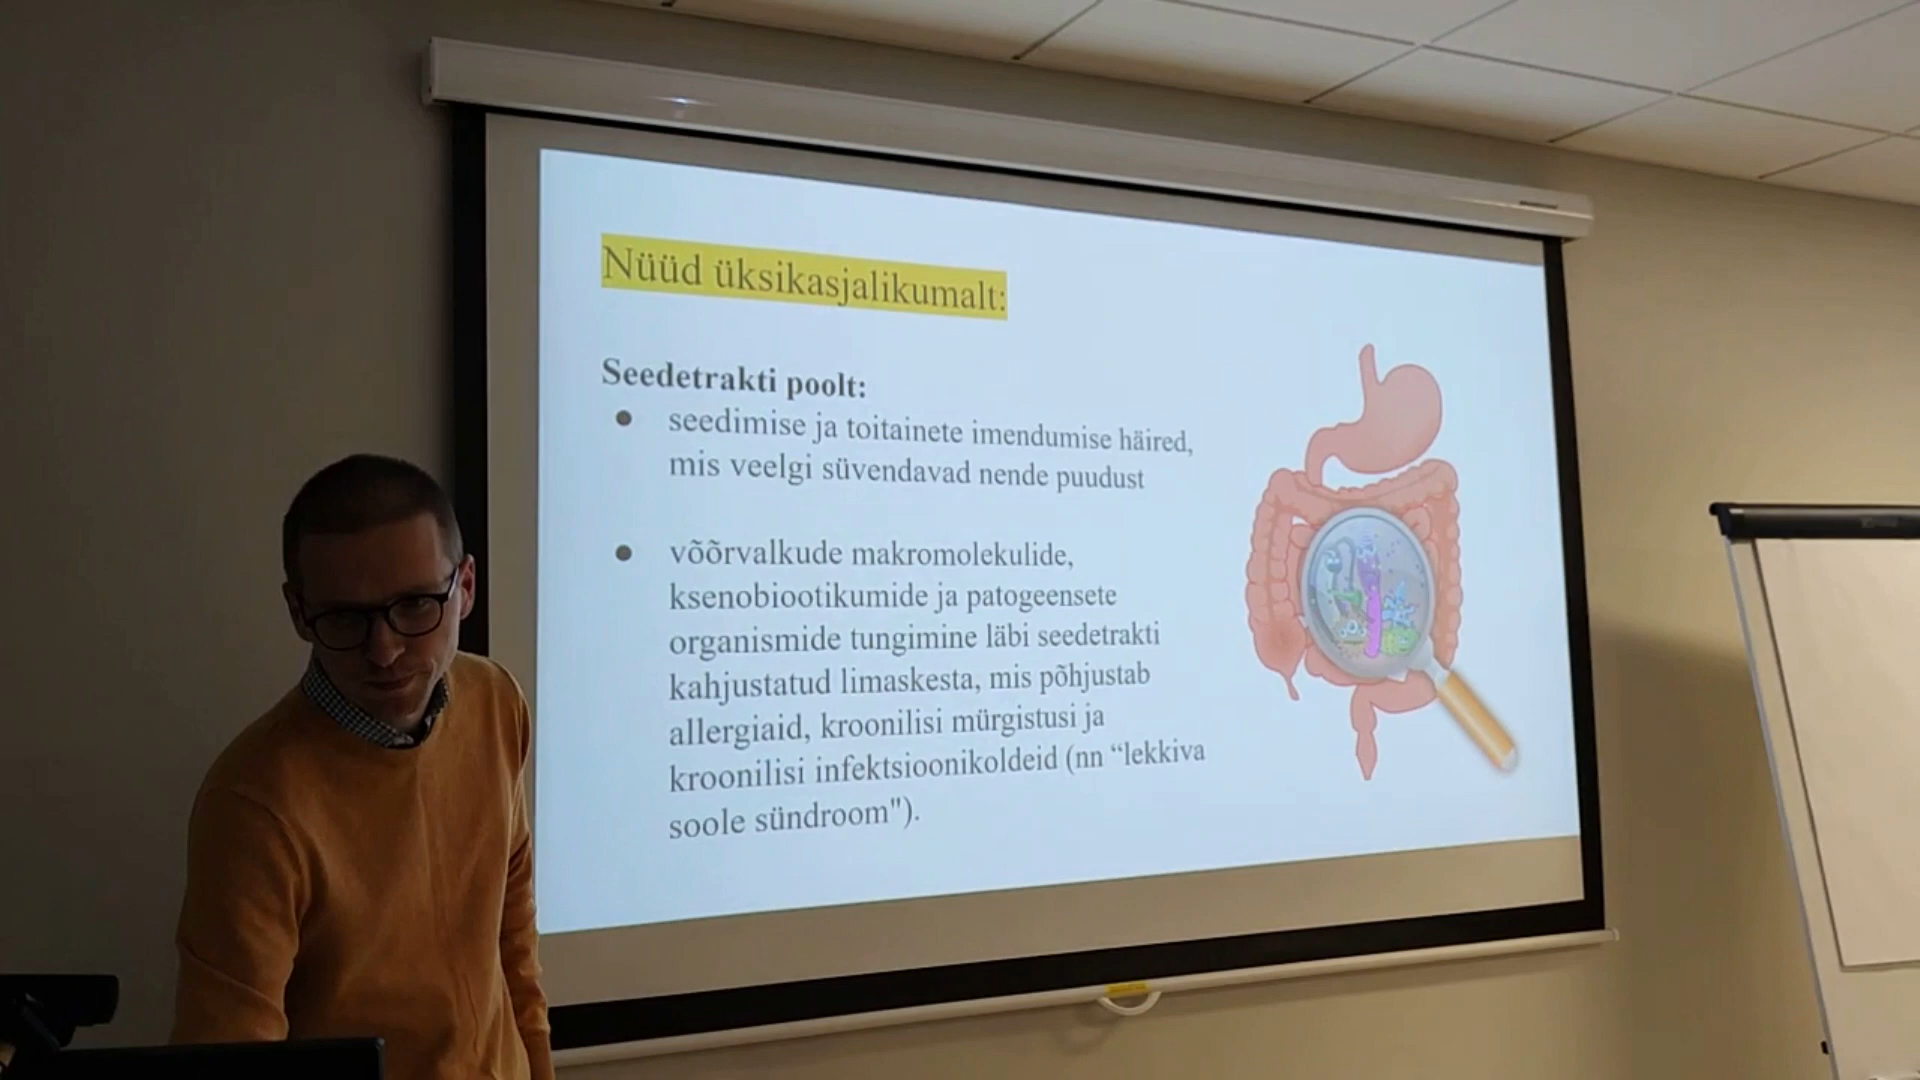 Nüüd üksikasjalikumalt:
Seedetrakti poolt:
● seedimise ja toitainete imendumise häired,
mis veelgi süvendavad nende puudust
● võõrvalkude makromolekulide,
ksenobiootikumide ja patogeensete
organismide tungimine läbi seedetrakti
kahjustatud limaskesta, mis põhjustab
allergiaid, kroonilisi mürgistusi ja
kroonilisi infektsioonikoldeid (nn “lekkiva
soole sündroom").